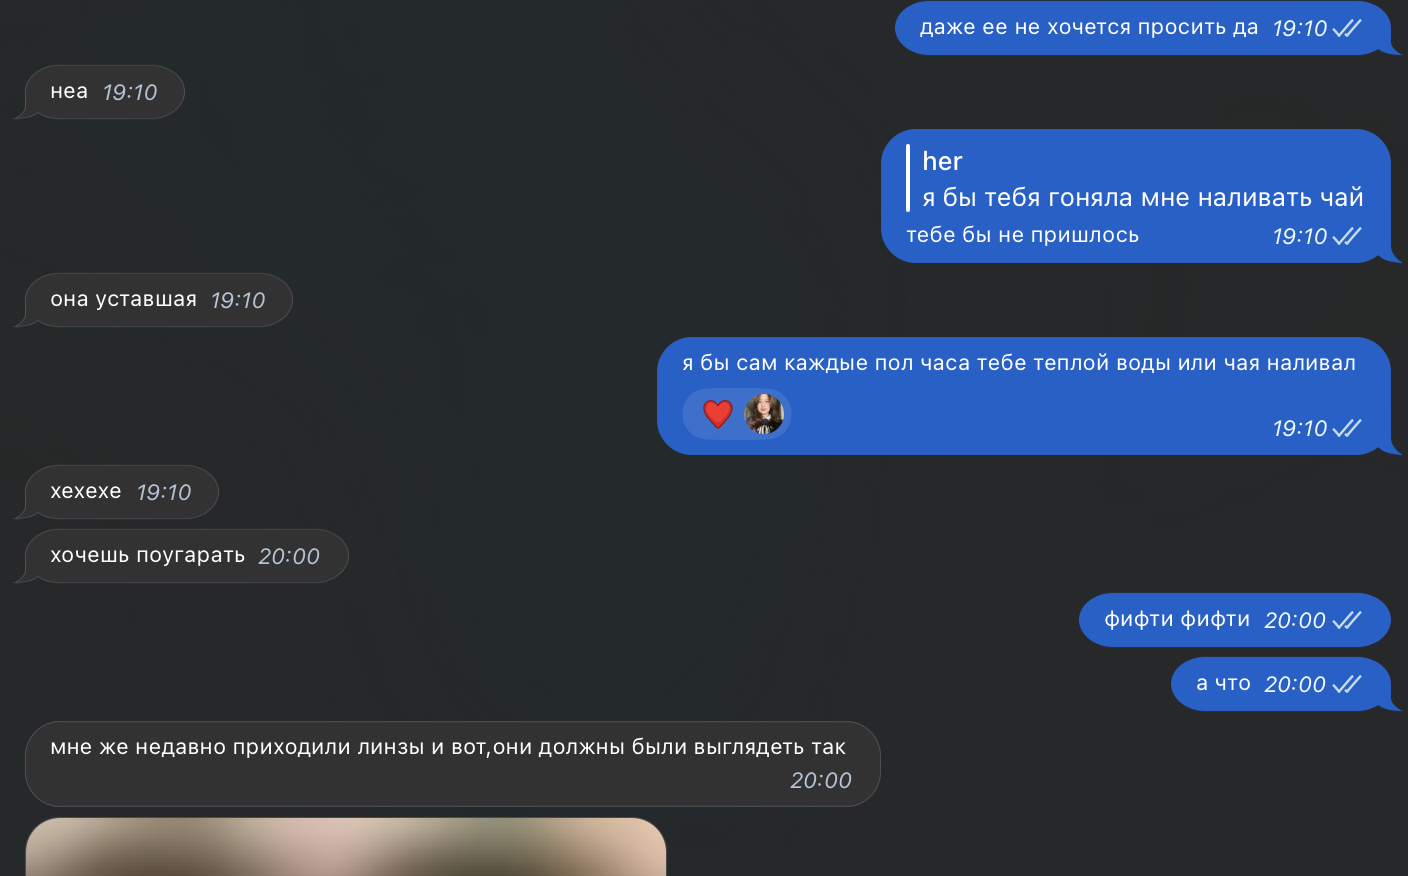 даже ее не хочется просить да 19:10
неа 19:10
her
я бы тебя гоняла мне наливать чай
тебе бы не пришлось 19:10
она уставшая 19:10
я бы сам каждые пол часа тебе теплой воды или чая наливал
19:10
хехехе 19:10
хочешь поугарать 20:00
фифти фифти 20:00
а что 20:00
мне же недавно приходили линзы и вот,они должны были выглядеть так
20:00